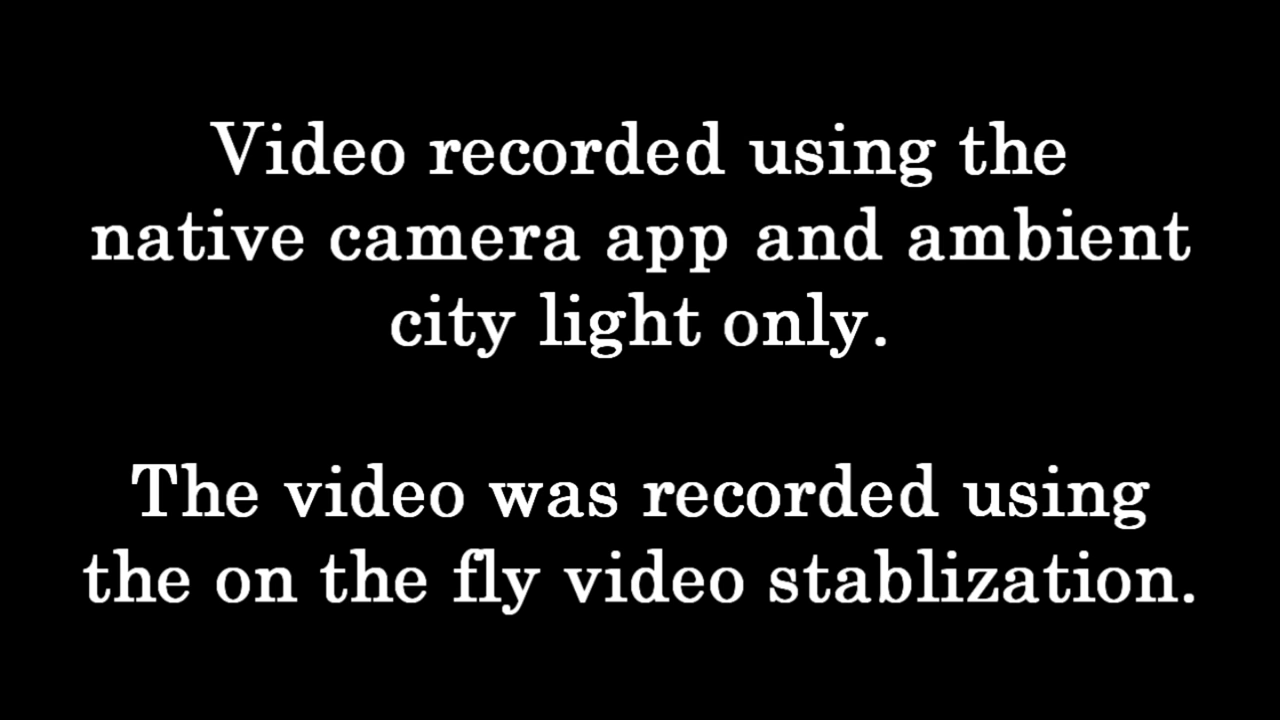 Video recorded using the
native camera app and ambient
city light only.
The video was recorded using
the on the fly video stablization.